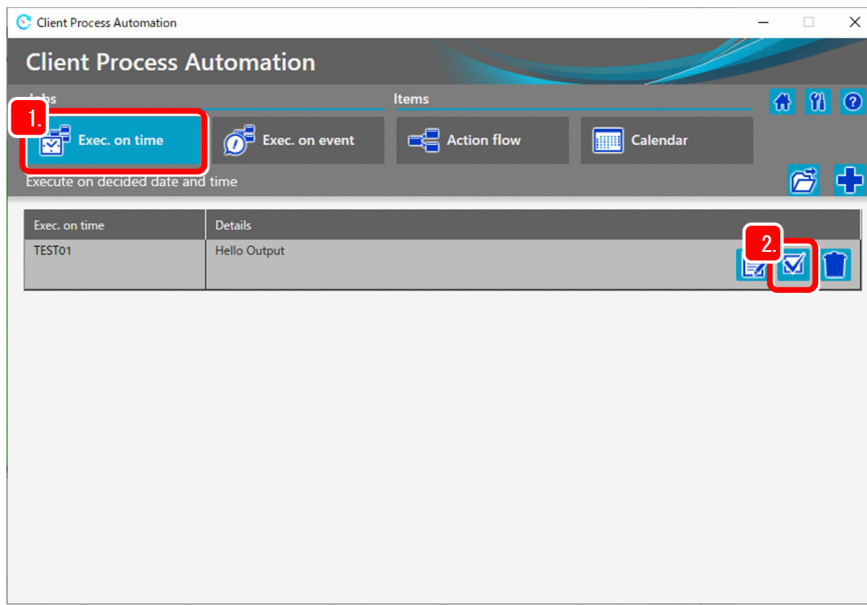 Client Process Automation
Client Process Automation
Jobs
Items
1.
Exec. on time
Exec. on event
Action flow
Calendar
Execute on decided date and time
Exec. on time
Details
TEST01
Hello Output
2.